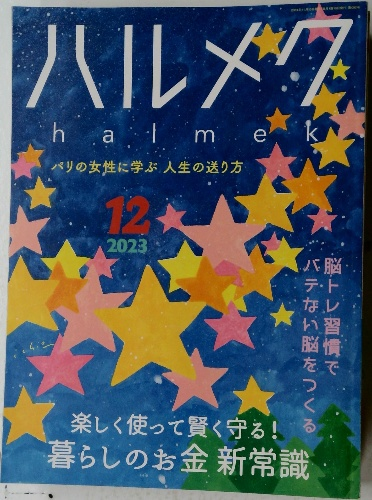 ハルメク
halmek
パリの女性に学ぶ 人生の送り方
12
2023
脳トレ習慣で
バテない脳をつくる
楽しく使って賢く守る!
暮らしのお金 新常識